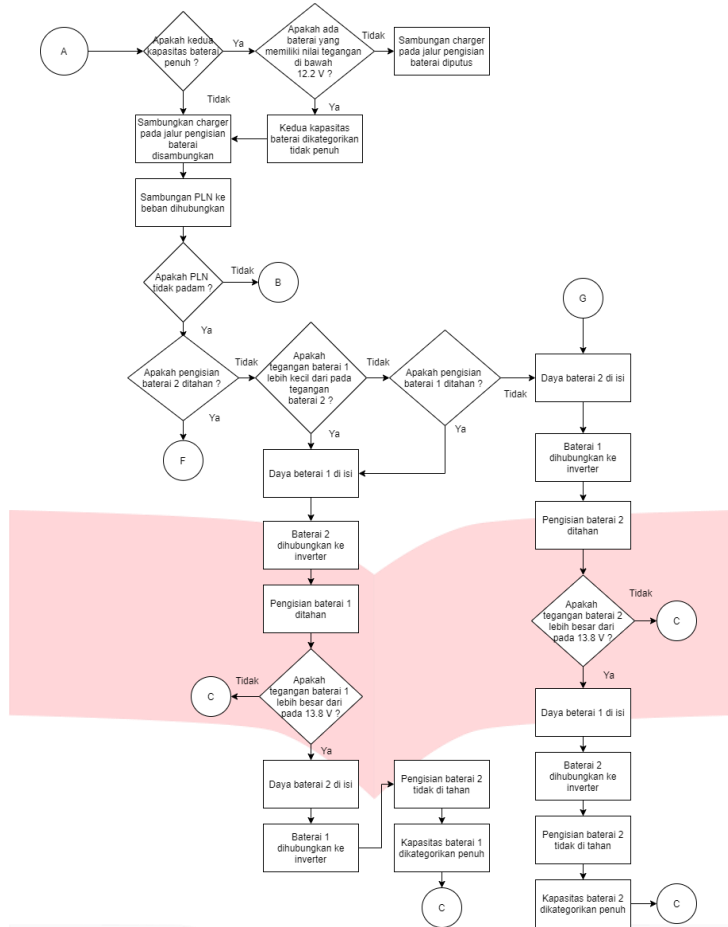 A
Apakah kedua
kapasitas baterai
penuh ?
Ya
Apakah ada
baterai yang
memiliki nilai tegangan
di bawah
12.2 V ?
Tidak
Sambungan charger
pada jalur pengisian
baterai diputus
Tidak
Ya
Sambungkan charger
pada jalur pengisian
baterai
disambungkan
Kedua kapasitas
baterai dikategorikan
tidak penuh
Sambungan PLN ke
beban dihubungkan
Apakah PLN
tidak padam ?
Tidak
B
G
Ya
Apakah pengisian
baterai 2 ditahan ?
Tidak
Apakah
tegangan baterai 1
lebih kecil dari pada
tegangan
baterai 2 ?
Tidak
Apakah pengisian
baterai 1 ditahan ?
Tidak
Daya baterai 2 di isi
Ya
Ya
Ya
F
Daya beterai 1 di isi
Baterai 1
dihubungkan ke
inverter
Baterai 2
dihubungkan ke
inverter
Pengisian baterai 2
ditahan
Pengisian baterai 1
ditahan
Apakah
tegangan baterai 2
lebih besar dari
pada 13.8 V ?
Tidak
C
Apakah
tegangan baterai 1
lebih besar dari
pada 13.8 V ?
Tidak
C
Ya
Ya
Daya beterai 1 di isi
Daya baterai 2 di isi
Pengisian baterai 2
tidak di tahan
Baterai 2
dihubungkan ke
inverter
Baterai 1
dihubungkan ke
inverter
Kapasitas baterai 1
dikategorikan penuh
Pengisian baterai 2
tidak di tahan
C
Kapasitas baterai 2
dikategorikan penuh
C